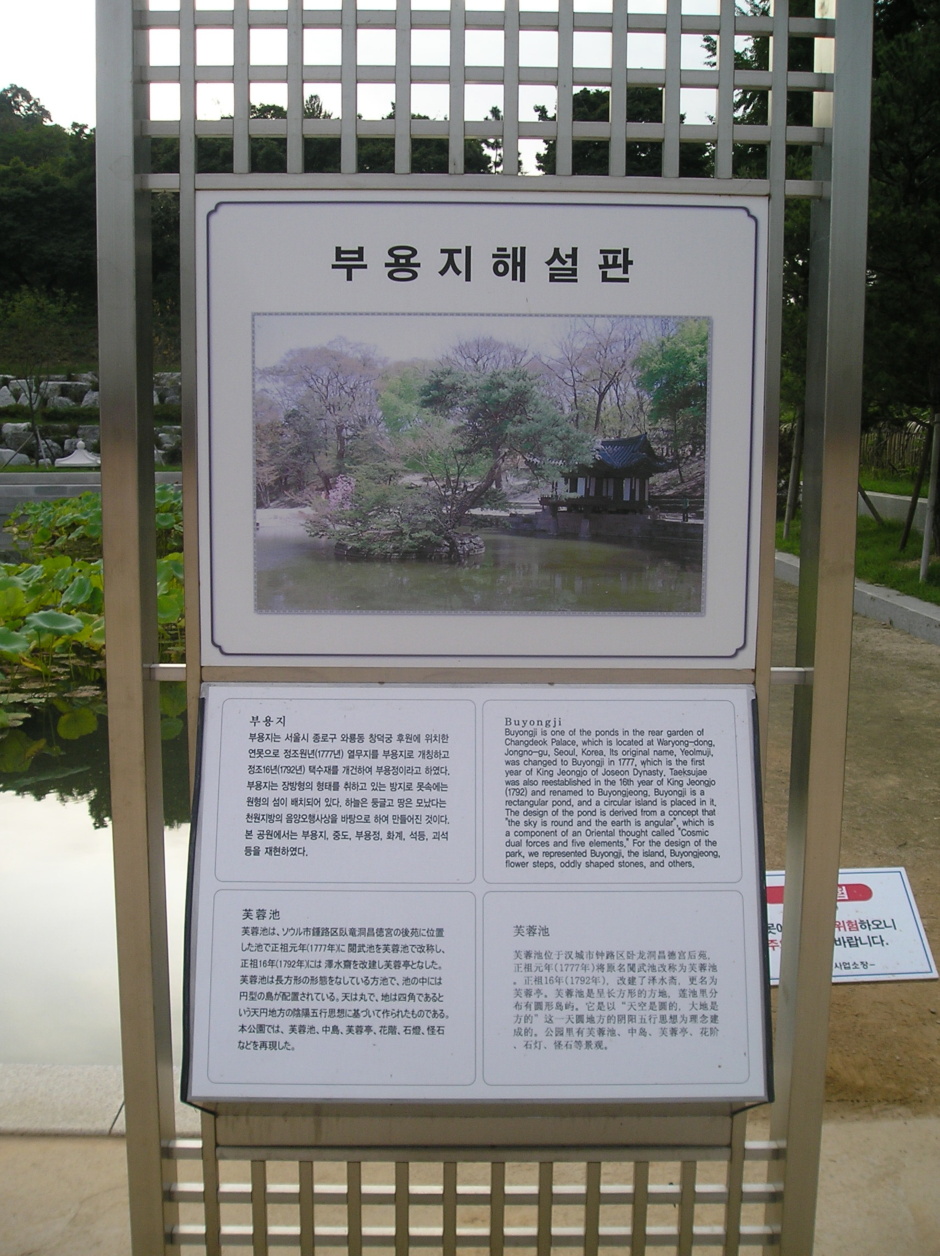 부용지해설판
부용지
부용지는 서울시 종로구 와룡동 창덕궁 후원에 위치한
연못으로 정조원년(1777년) 열무지를 부용지로 개칭하고
정조16년(1792년) 택수재를 개건하여 부용정이라고 하였다.
부용지는 장방형의 형태를 취하고 있는 방지로 못속에는
원형의 섬이 배치되어 있다. 하늘은 둥글고 땅은 모났다는
천원지방의 음양오행사상을 바탕으로 하여 만들어진 것이다.
본 공원에서는 부용지, 중도, 부용정, 화계, 석등, 괴석
등을 재현하였다.
Buyongji
Buyongji is one of the ponds in the rear garden of
Changdeok Palace, which is located at Waryong-dong,
Jongno-gu, Seoul, Korea. Its original name, Yeolmuji,
was changed to Buyongji in 1777, which is the first
year of King Jeongjo of Joseon Dynasty, Taeksujae
was also reestablished in the 16th year of King Jeongjo
(1792) and renamed to Buyongjeong, Buyongji is a
rectangular pond, and a circular island is placed in it,
The design of the pond is derived from a concept that
"the sky is round and the earth is angular", which is
a component of an Oriental thought called "Cosmic
dual forces and five elements." For the design of the
park, we represented Buyongji, the island, Buyongjeong,
flower steps, oddly shaped stones, and others.
芙蓉池
芙蓉池は、ソウル市鍾路区臥竜洞昌徳宮の後苑に位置
した池で正祖元年(1777年)に閲武池を芙蓉池で改称し、
正祖16年(1792年)には 澤水齋を改建し芙蓉亭となした。
芙蓉池は長方形の形態をなしている方池で、池の中には
円型の島が配置されている。天は丸で、地は四角であると
いう天円地方の陰陽五行思想に基づいて作られたものである。
本公園では、芙蓉池、中島、芙蓉亭、花階、石燈、怪石
などを再現した。
芙蓉池
芙蓉池位于汉城市钟路区卧龙洞昌德宫后苑,
正祖元年(1777年)将原名閲武池改称为芙蓉池
。正祖16年(1792年), 改建了泽水斋, 更名为
芙蓉亭。芙蓉池是呈长方形的方地, 莲池里分
布有圆形岛屿。它是以"天空是圆的, 大地是
方的"这一天圆地方的阴阳五行思想为理念建
成的。公园里有芙蓉池、中岛、芙蓉亭、花阶
、石灯、怪石等景观。
험
위험하오니
바랍니다.
사업소장-